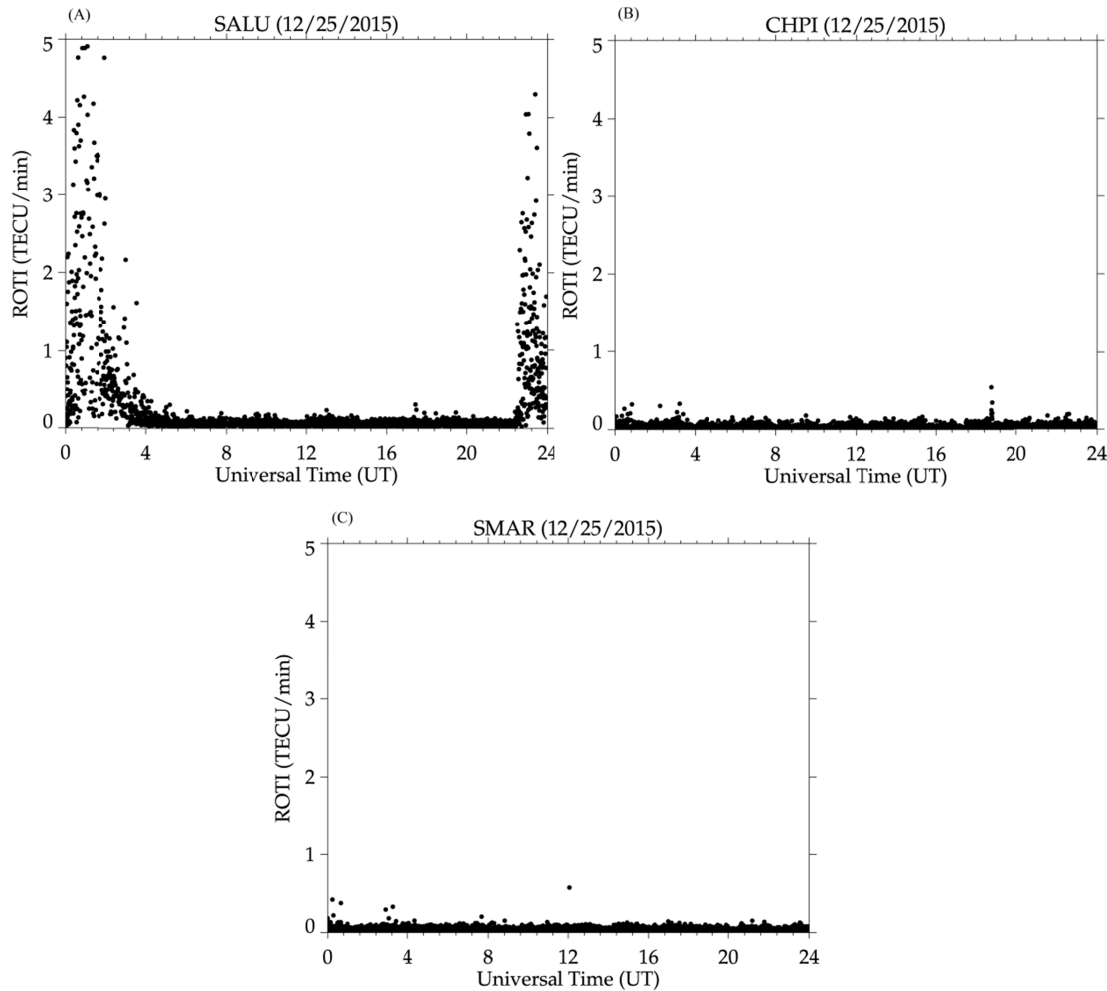 (A)
SALU (12/25/2015)
5
4
3
2
1
0
ROTI (TECU/min)
0 4 8 12 16 20 24
Universal Time (UT)
(B)
CHPI (12/25/2015)
5
4
3
2
1
0
ROTI (TECU/min)
0 4 8 12 16 20 24
Universal Time (UT)
(C)
SMAR (12/25/2015)
5
4
3
2
1
0
ROTI (TECU/min)
0 4 8 12 16 20 24
Universal Time (UT)